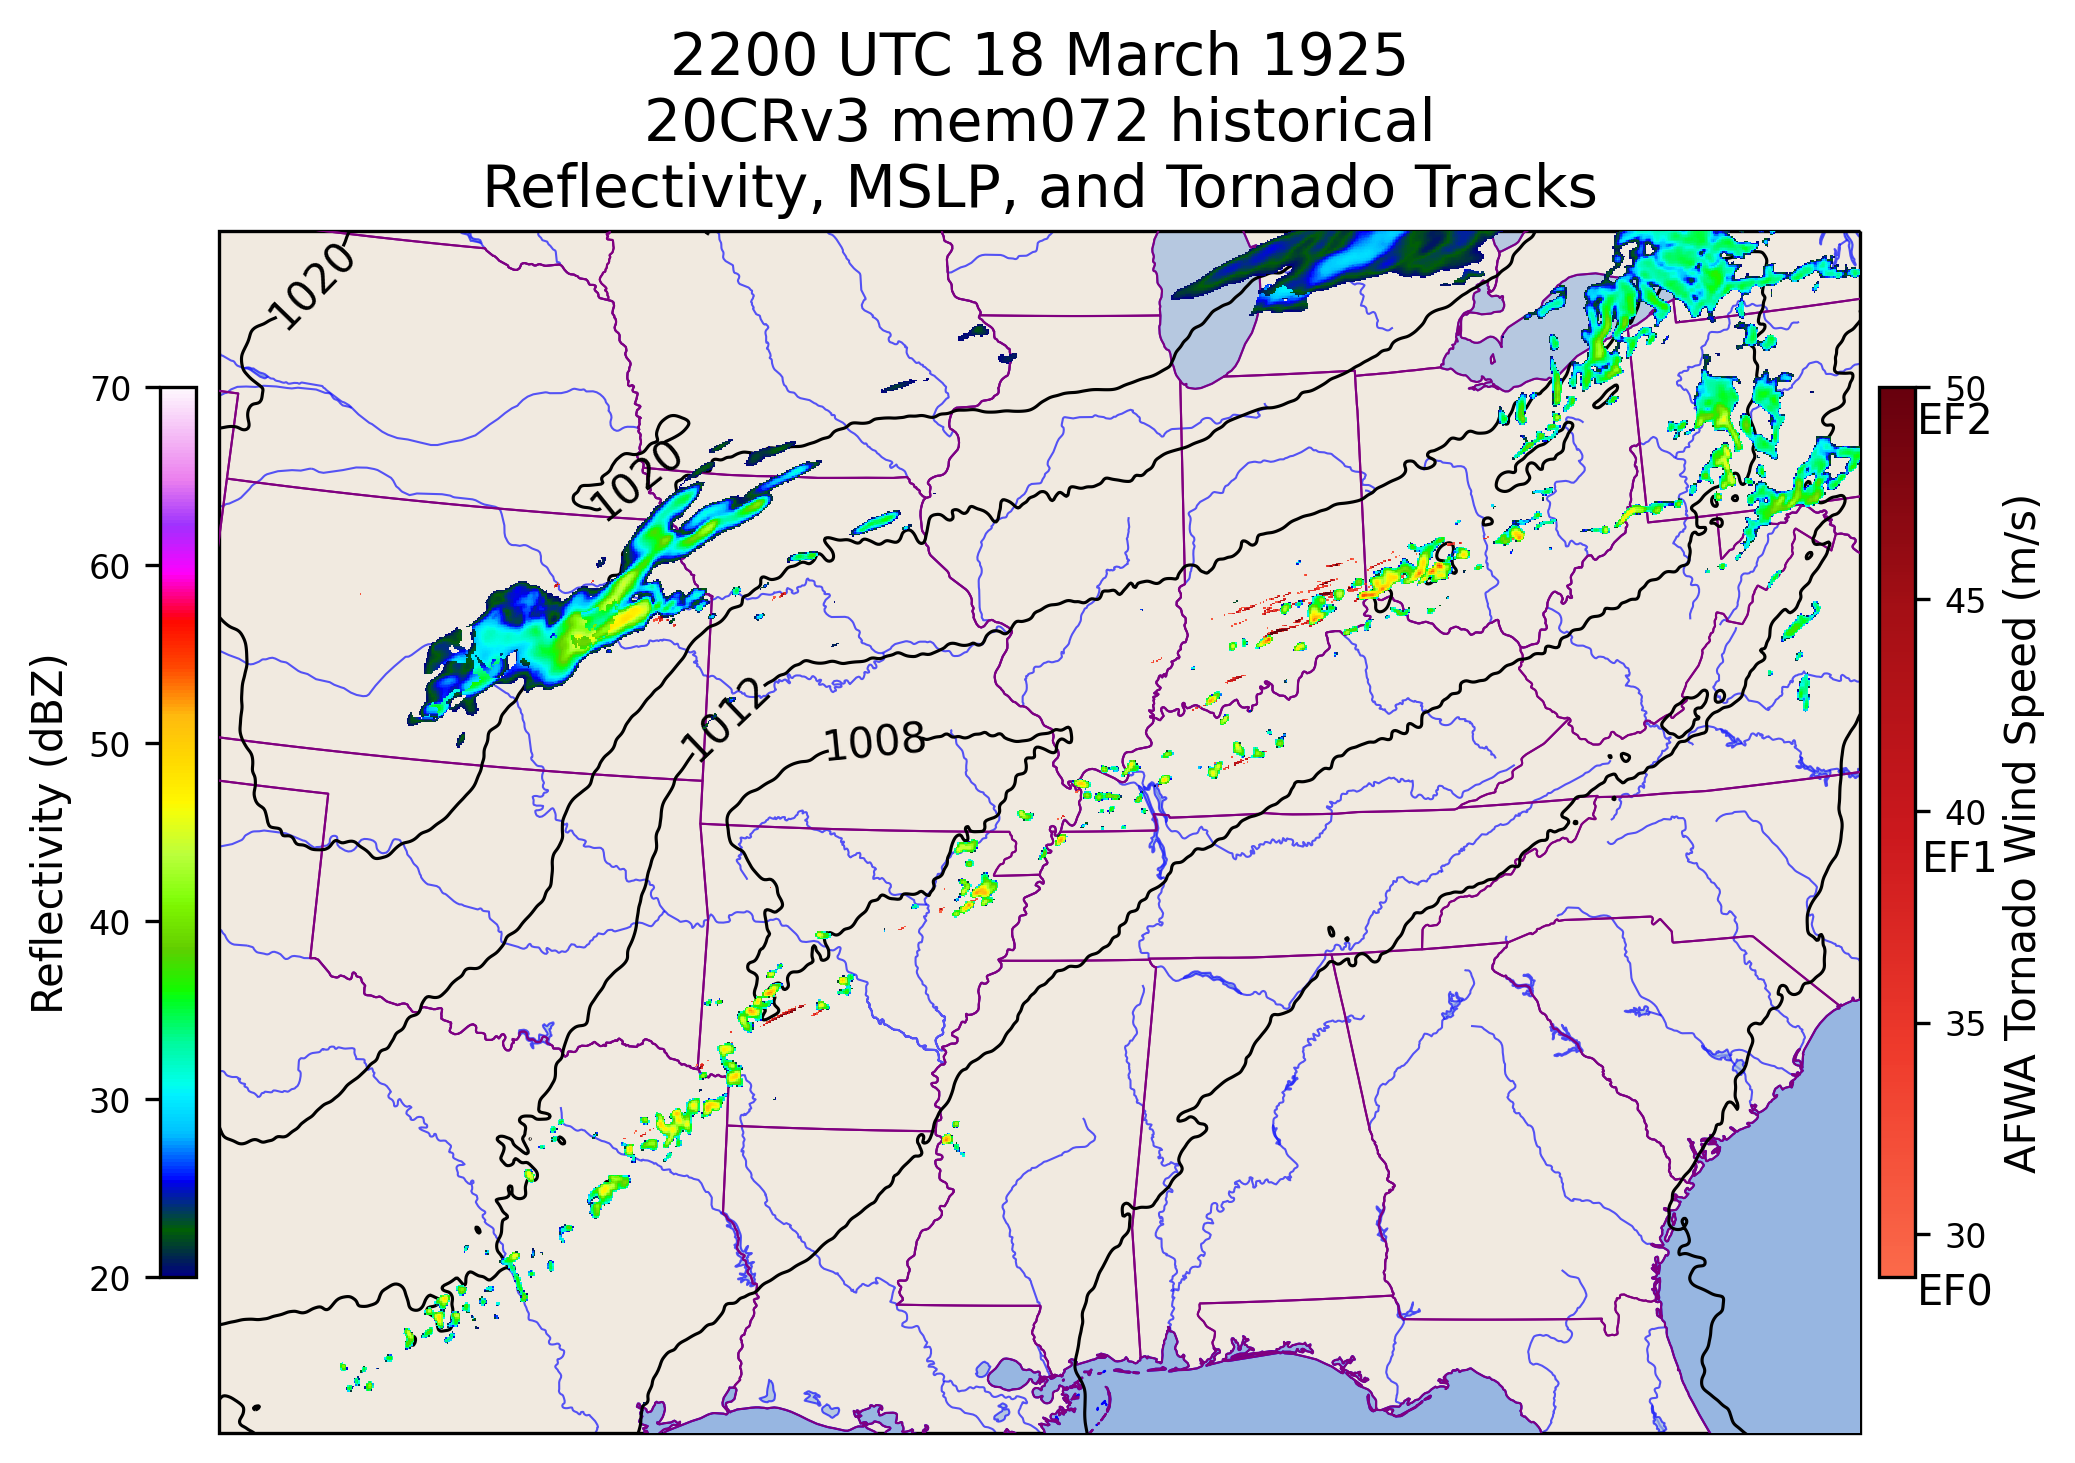 2200 UTC 18 March 1925
20CRv3 mem072 historical
Reflectivity, MSLP, and Tornado Tracks
1020
1020
1012
1008
70
60
50
40
30
20
Reflectivity (dBZ)
50
EF2
45
40
EF1
35
30
EF0
AFWA Tornado Wind Speed (m/s)